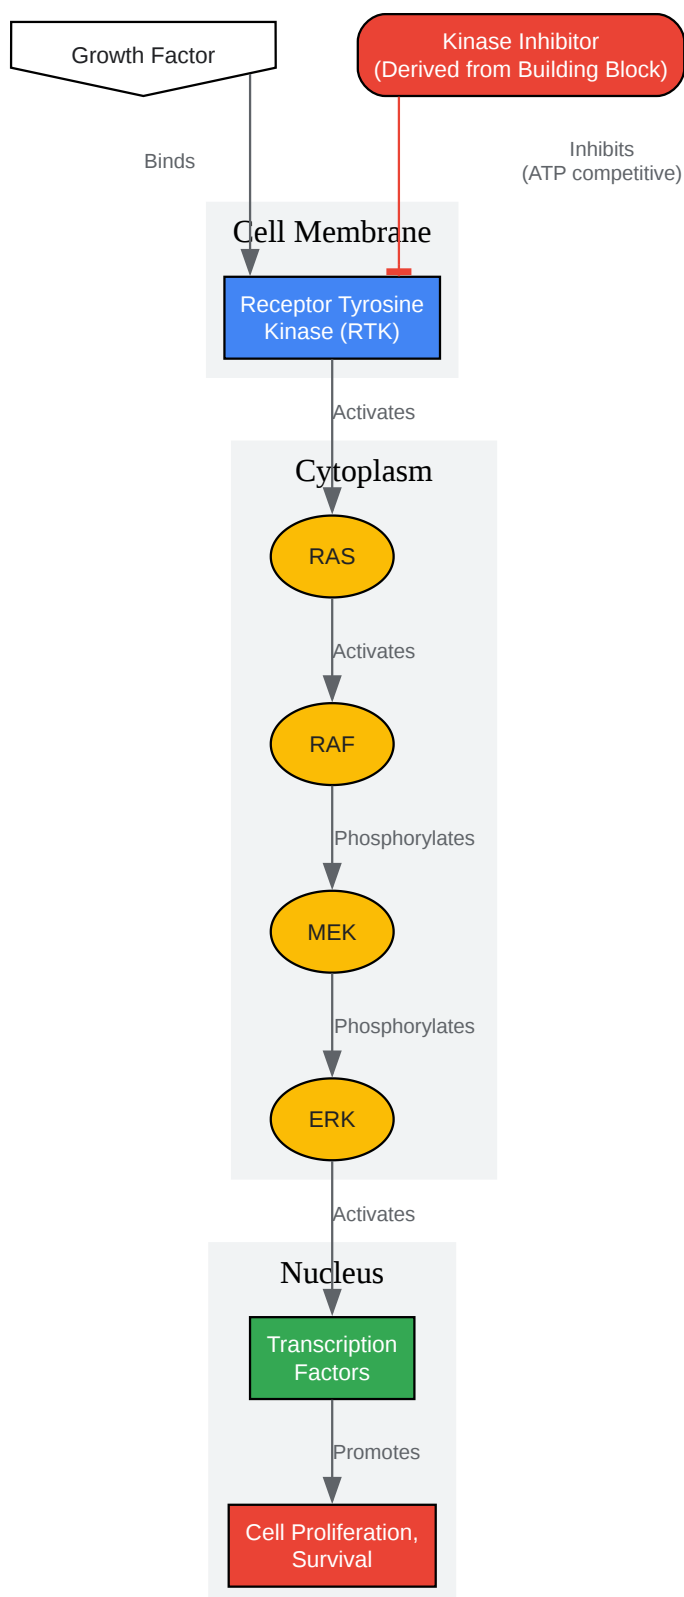 Growth Factor
Kinase Inhibitor
(Derived from Building Block)
Binds
Inhibits
(ATP competitive)
Cell Membrane
Receptor Tyrosine
Kinase (RTK)
Activates
Cytoplasm
RAS
Activates
RAF
Phosphorylates
MEK
Phosphorylates
ERK
Activates
Nucleus
Transcription
Factors
Promotes
Cell Proliferation,
Survival